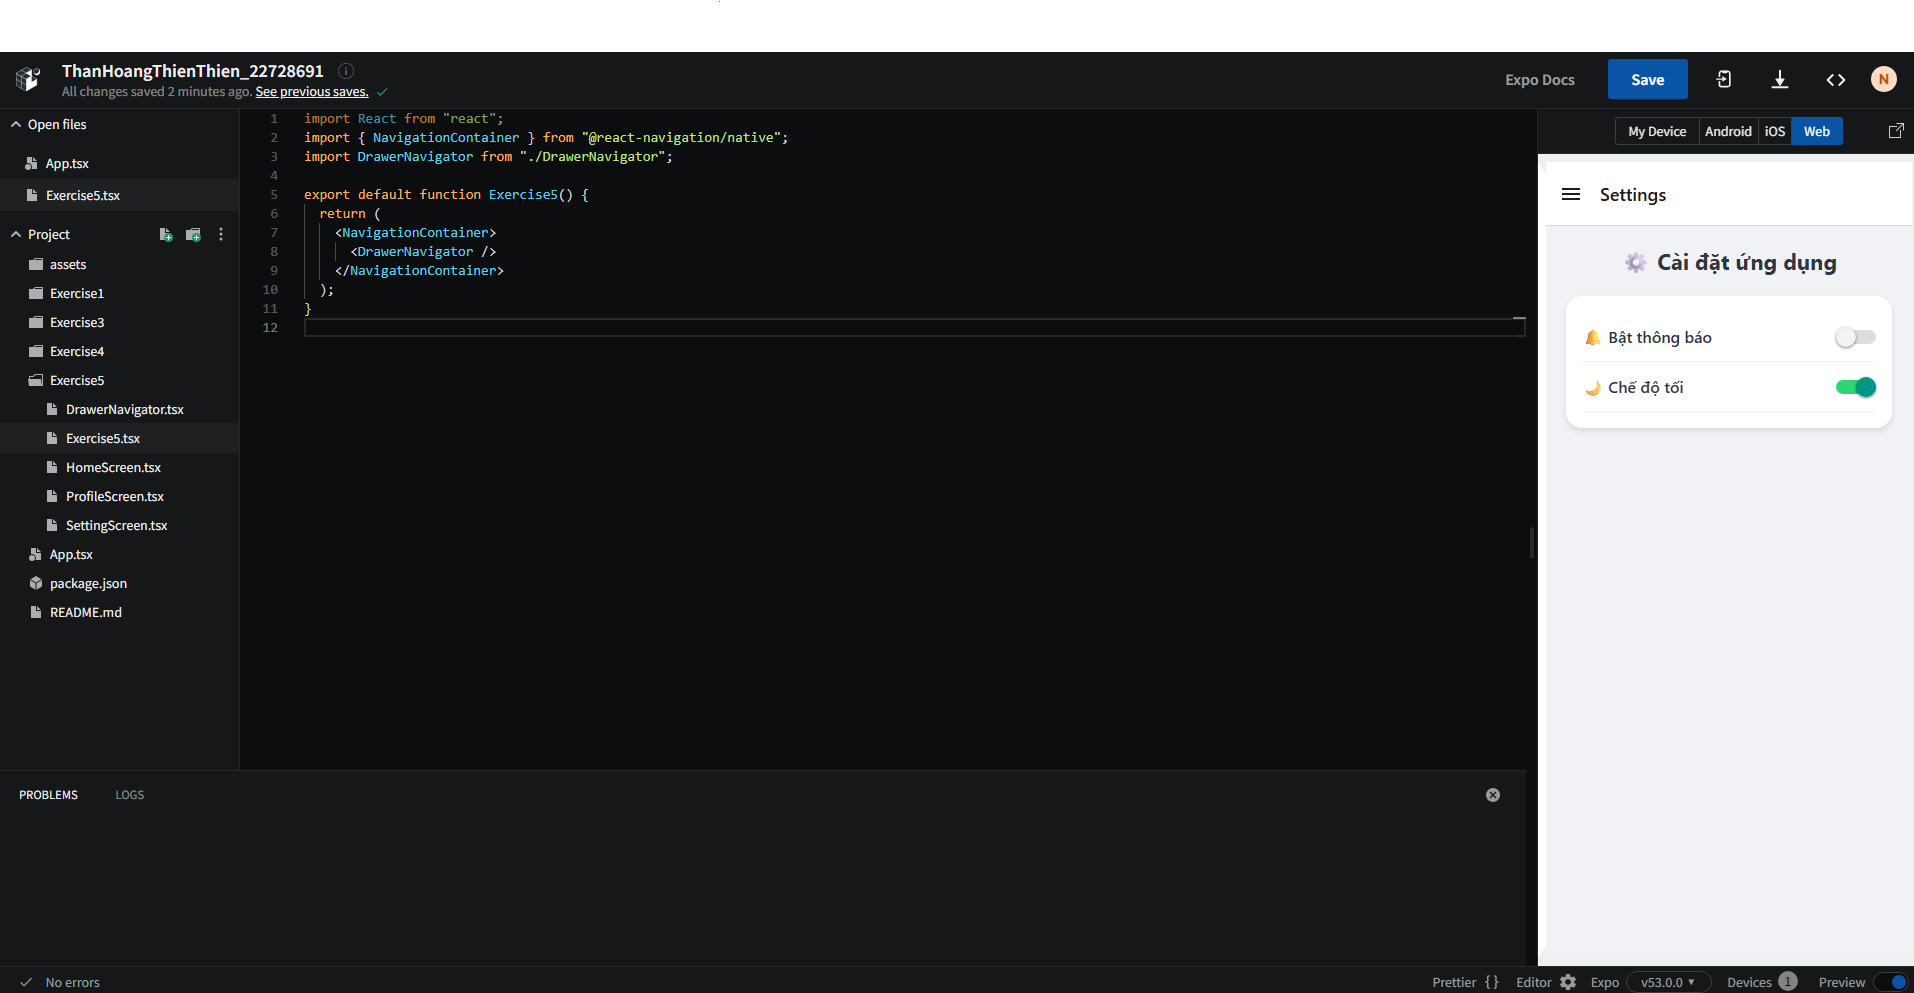 ThanHoangThienThien_22728691
All changes saved 2 minutes ago. See previous saves.
Expo Docs
Save
N
Open files
App.tsx
Exercise5.tsx
Project
assets
Exercise1
Exercise3
Exercise4
Exercise5
DrawerNavigator.tsx
Exercise5.tsx
HomeScreen.tsx
ProfileScreen.tsx
SettingScreen.tsx
App.tsx
package.json
README.md
1 import React from "react";
2 import { NavigationContainer } from "@react-navigation/native";
3 import DrawerNavigator from "./DrawerNavigator";
4
5 export default function Exercise5() {
6 return (
7 <NavigationContainer>
8 <DrawerNavigator />
9 </NavigationContainer>
10 );
11 }
12
My Device Android iOS Web
Settings
Cài đặt ứng dụng
Bật thông báo
Chế độ tối
PROBLEMS LOGS
No errors
Prettier {} Editor Expo v53.0.0 Devices 1 Preview